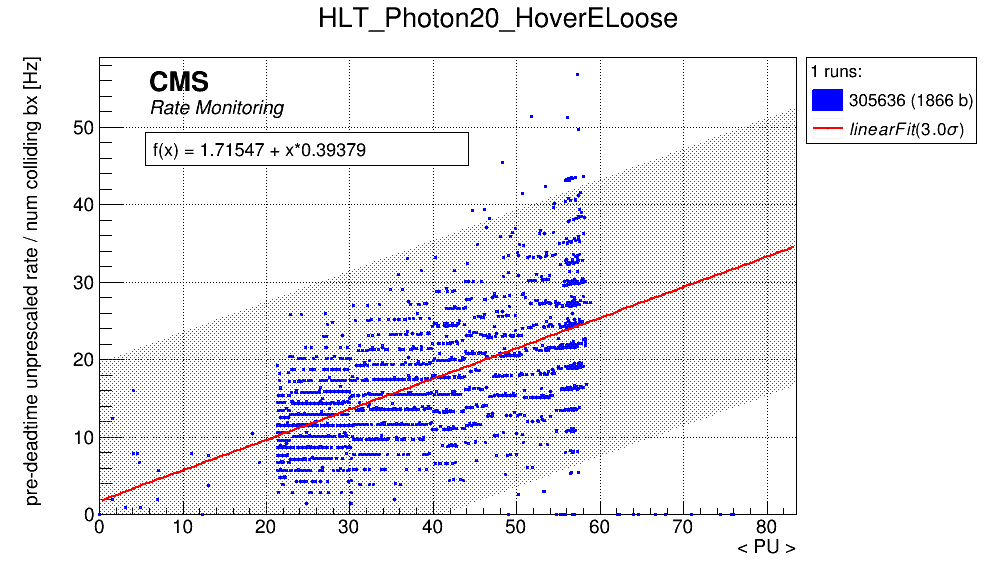 HLT_Photon20_HoverELoose
pre-deadtime unprescaled rate / num colliding bx [Hz]
CMS
Rate Monitoring
f(x) = 1.71547 + x*0.39379
50
40
30
20
10
0
0 10 20 30 40 50 60 70 80
< PU >
1 runs:
305636 (1866 b)
linearFit(3.0σ)